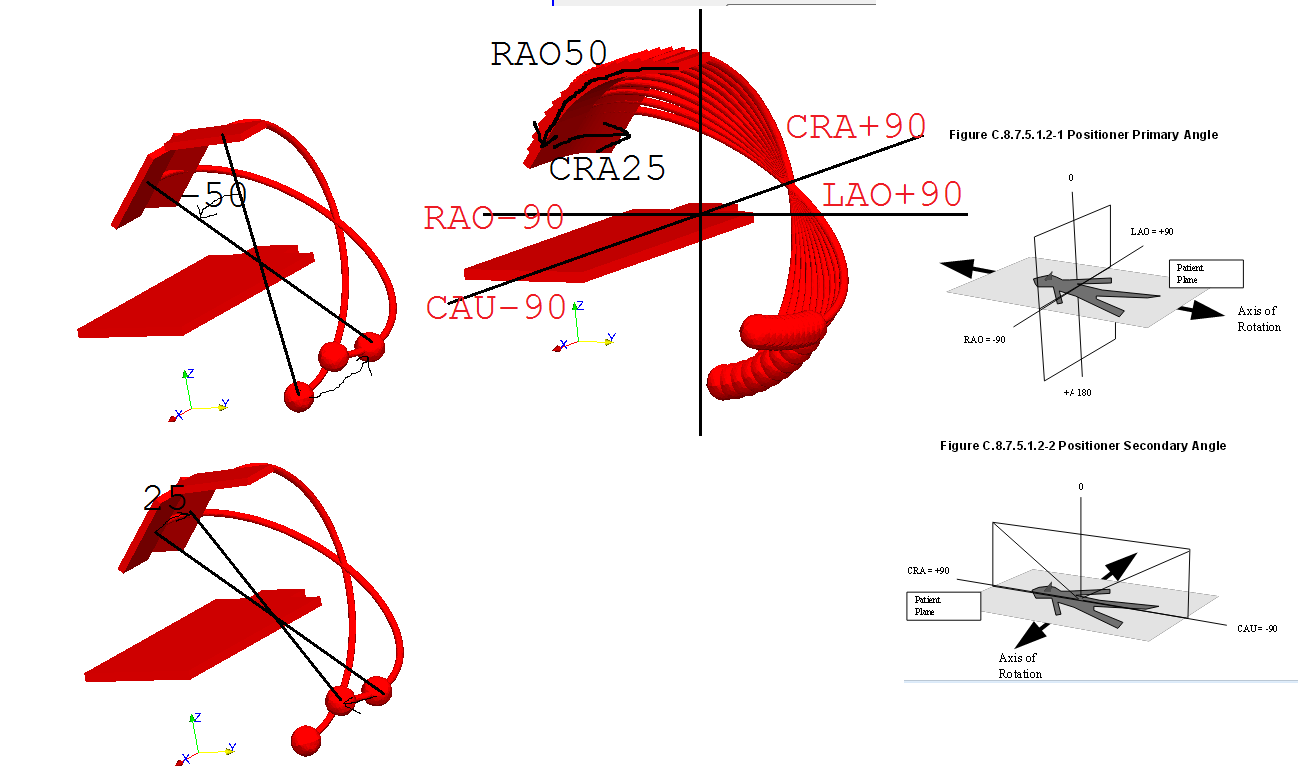 RAO50
CRA+90
CRA25
-50
LAO+90
RAO-90
CAU-90
Z
X
Y
Z
X
Y
25
Z
X
Y
Figure C.8.7.5.1.2-1 Positioner Primary Angle
0
LAO = +90
Patient
Plane
Axis of
Rotation
RAO = -90
+/- 180
Figure C.8.7.5.1.2-2 Positioner Secondary Angle
0
CRA = +90
Patient
Plane
CAU= -90
Axis of
Rotation